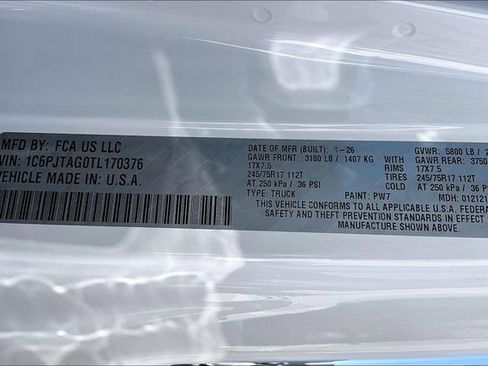 MFD BY: FCA US LLC
VIN: 1C6PJTAG0TL170376
VEHICLE MADE IN: U.S.A.
DATE OF MFR (BUILT): 1-26
GVWR: 5800 LB /
GAWR FRONT: 3100 LB / 1407 KG WITH GAWR REAR: 3750
17X7.5 RIMS 17X7.5
245/75R17 112T TIRES 245/75R17 112T
AT 250 kPa / 36 PSI COLD AT 250 kPa / 36 PSI
TYPE: TRUCK PAINT: PW7 MDH: 012121
THIS VEHICLE CONFORMS TO ALL APPLICABLE U.S.A. FEDERAL
SAFETY AND THEFT PREVENTION STANDARDS IN EFFECT
MANUFACTURE SHOWN ABOVE.